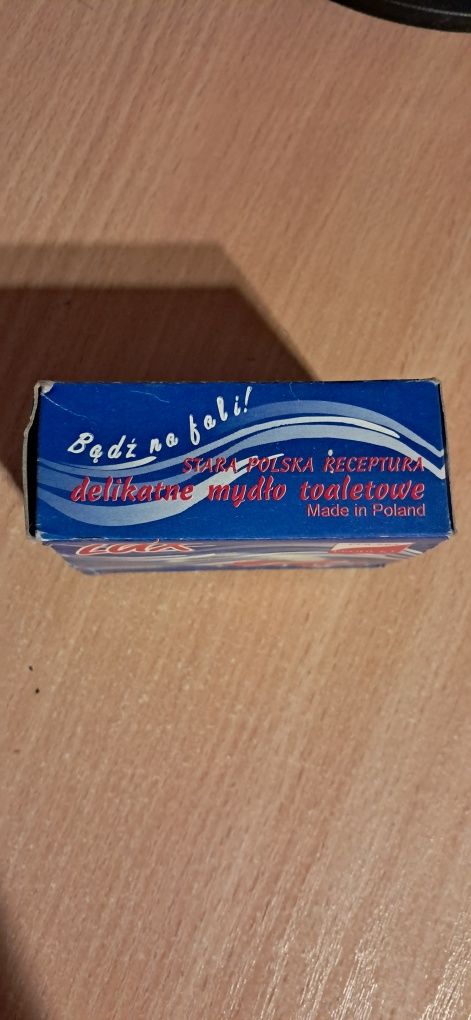 Bądź na fali!
STARA POLSKA RECEPTURA
delikatne mydło toaletowe
Made in Poland